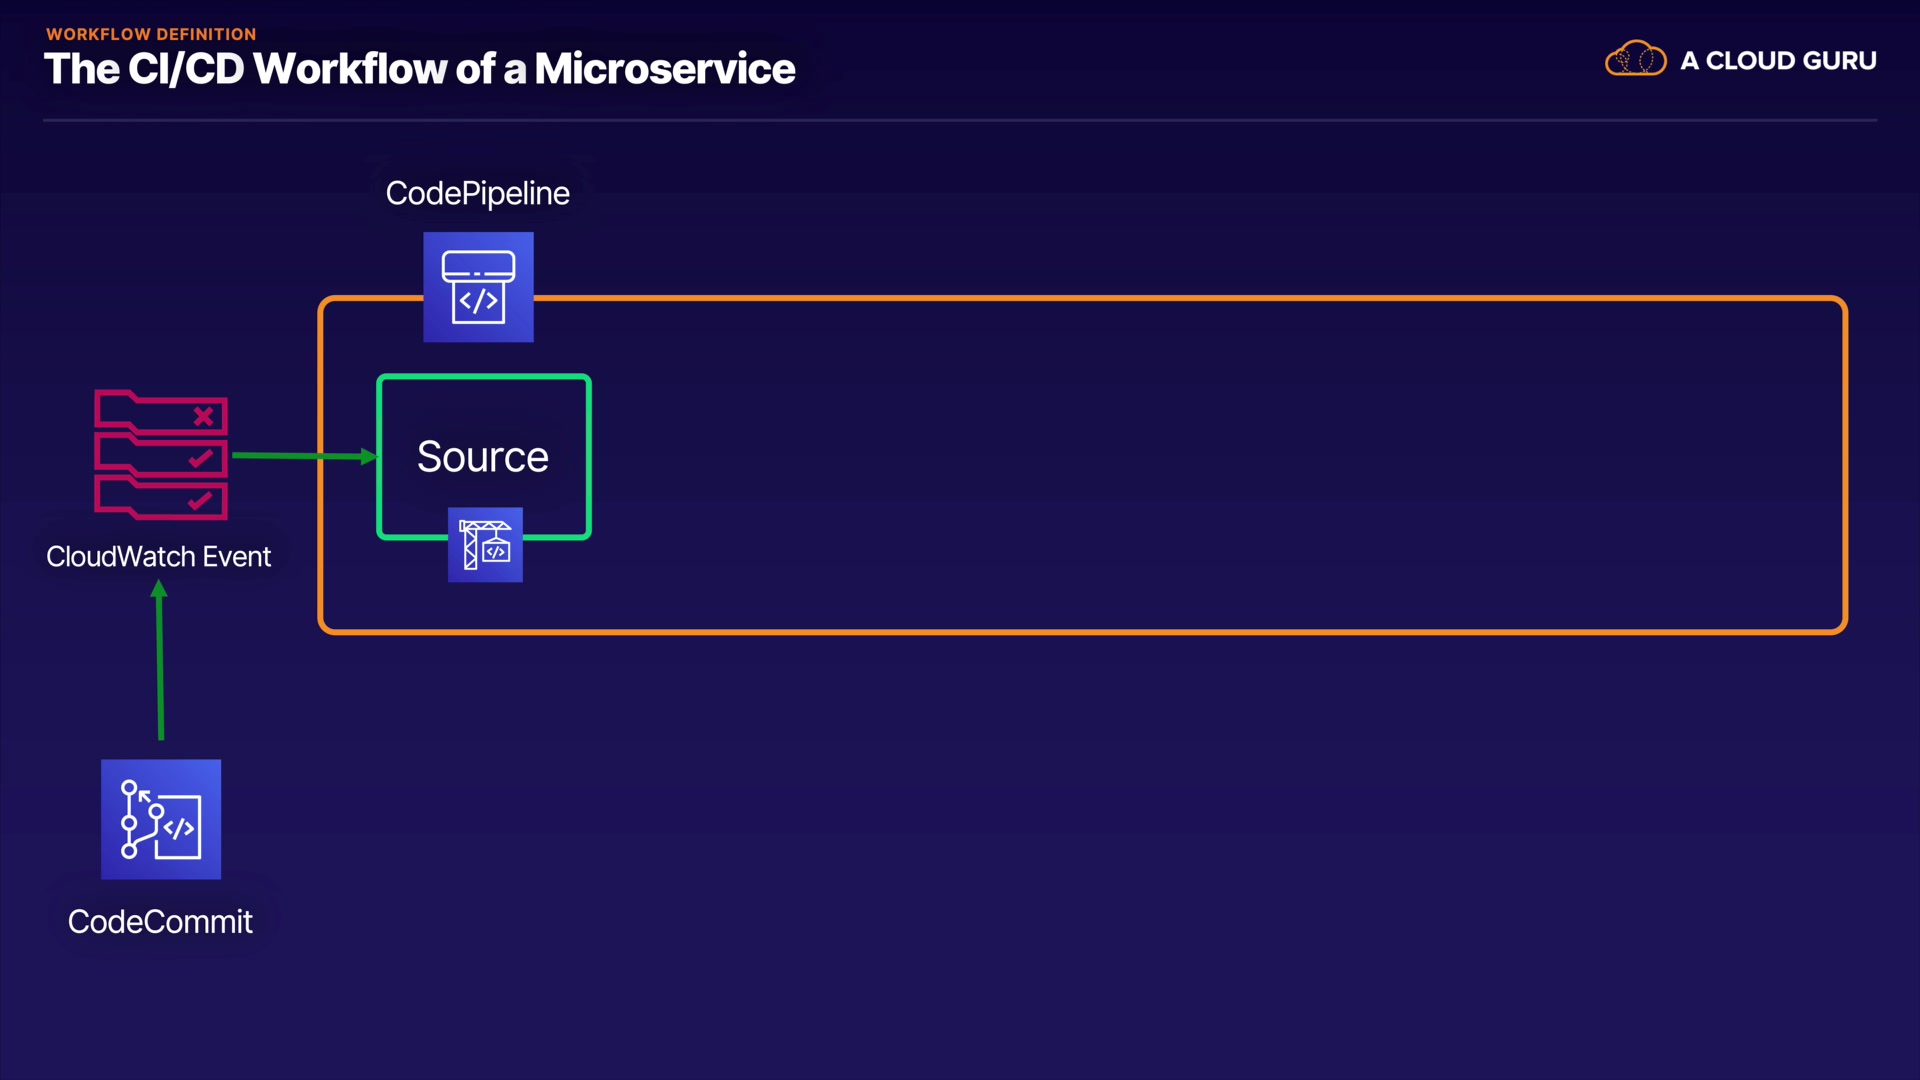 WORKFLOW DEFINITION
The CI/CD Workflow of a Microservice
A CLOUD GURU
CodePipeline
</>
Source
</>
CloudWatch Event
</>
CodeCommit